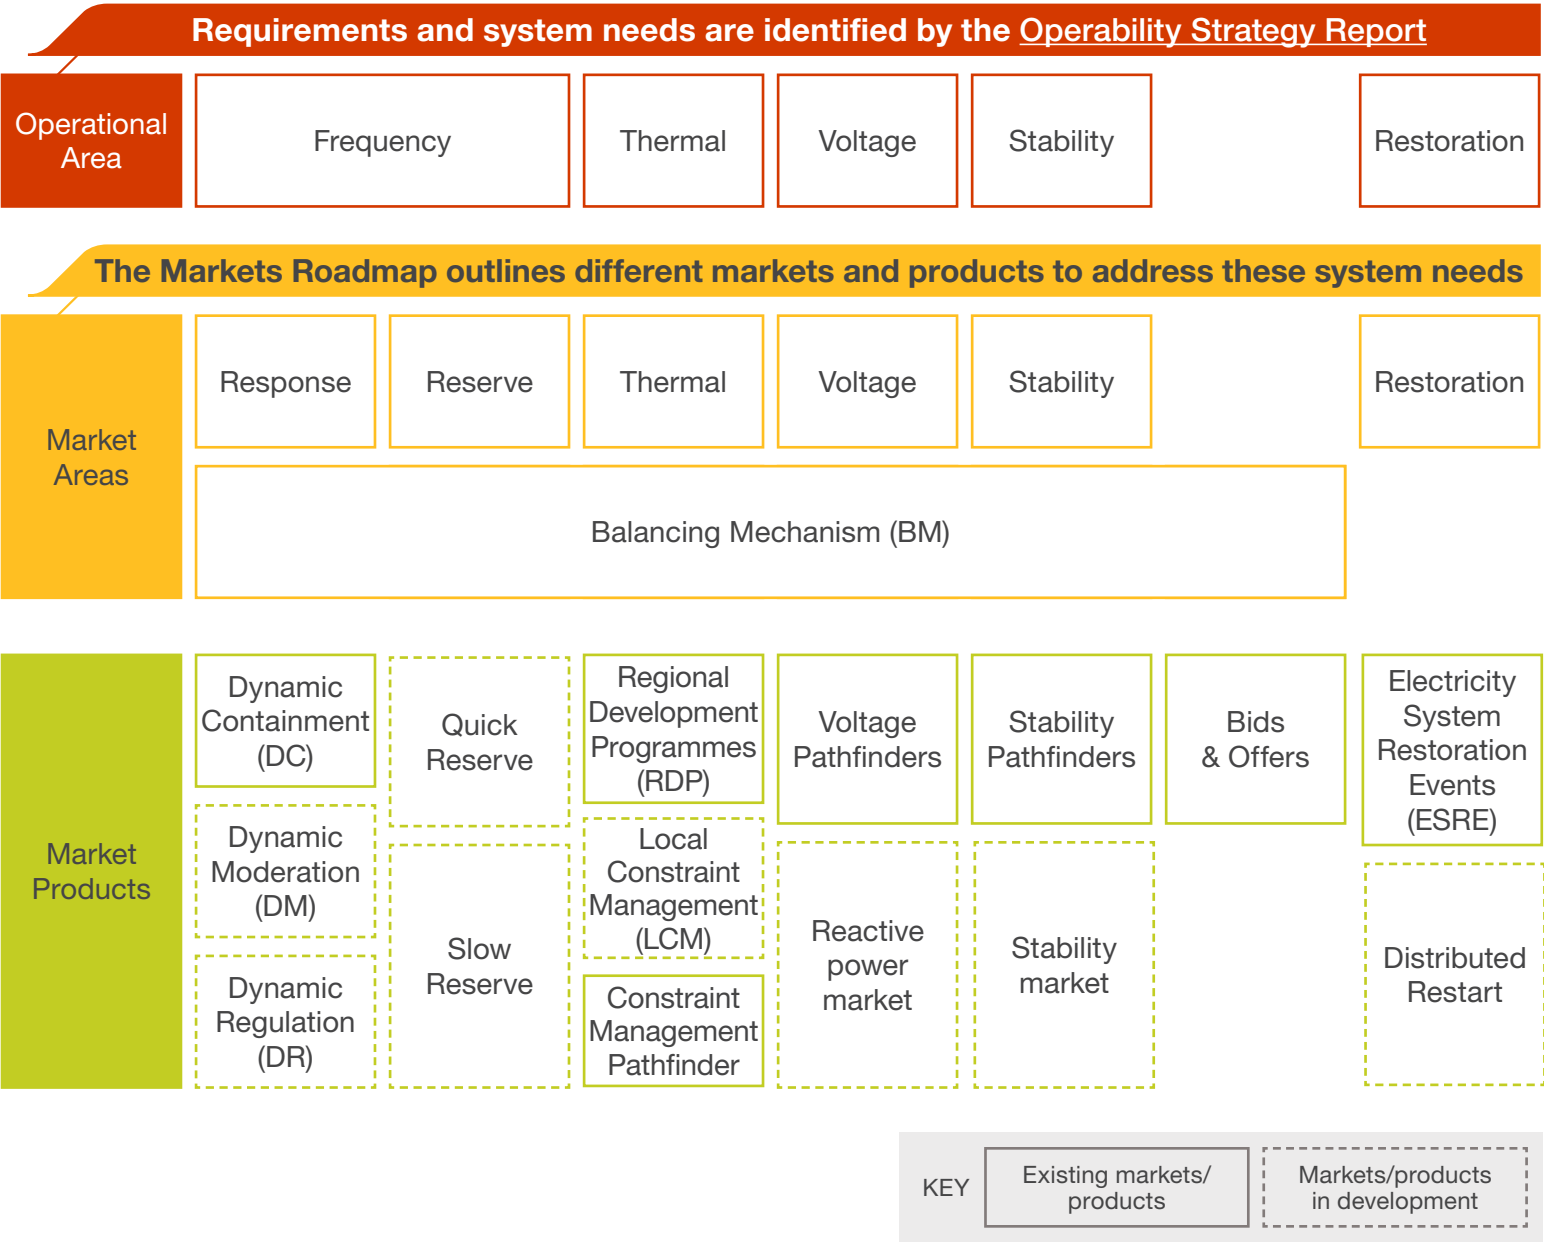 Requirements and system needs are identified by the Operability Strategy Report
Operational
Area
Frequency
Thermal
Voltage
Stability
Restoration
The Markets Roadmap outlines different markets and products to address these system needs
Market
Areas
Response
Reserve
Thermal
Voltage
Stability
Restoration
Balancing Mechanism (BM)
Market
Products
Dynamic
Containment
(DC)
Dynamic
Moderation
(DM)
Dynamic
Regulation
(DR)
Quick
Reserve
Slow
Reserve
Regional
Development
Programmes
(RDP)
Local
Constraint
Management
(LCM)
Constraint
Management
Pathfinder
Voltage
Pathfinders
Reactive
power
market
Stability
Pathfinders
Stability
market
Bids
& Offers
Electricity
System
Restoration
Events
(ESRE)
Distributed
Restart
KEY
Existing markets/
products
Markets/products
in development